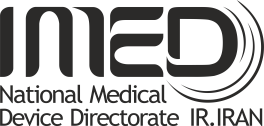 IMED
National Medical
Device Directorate IR.IRAN